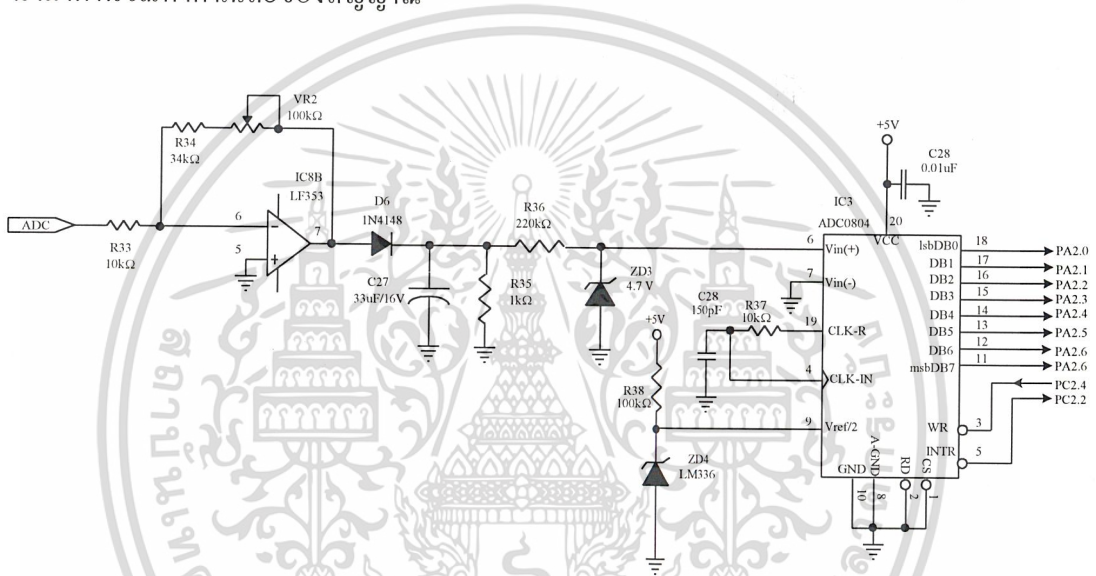 VR2
100kΩ
R34
34kΩ
IC8B
LF353
ADC
R33
10kΩ
6
5
7
D6
1N4148
C27
33uF/16V
R35
1kΩ
R36
220kΩ
ZD3
4.7 V
+5V
C28
0.01uF
IC3
ADC0804
20
VCC
6
Vin(+)
7
Vin(-)
C28
150pF
R37
10kΩ
19
CLK-R
4
CLK-IN
+5V
R38
100kΩ
9
Vref/2
ZD4
LM336
lsbDB0
18
PA2.0
DB1
17
PA2.1
DB2
16
PA2.2
DB3
15
PA2.3
DB4
14
PA2.4
DB5
13
PA2.5
DB6
12
PA2.6
msbDB7
11
PA2.6
PC2.4
PC2.2
WR
3
INTR
5
GND
A-GND
RD
CS
10
8
2
1